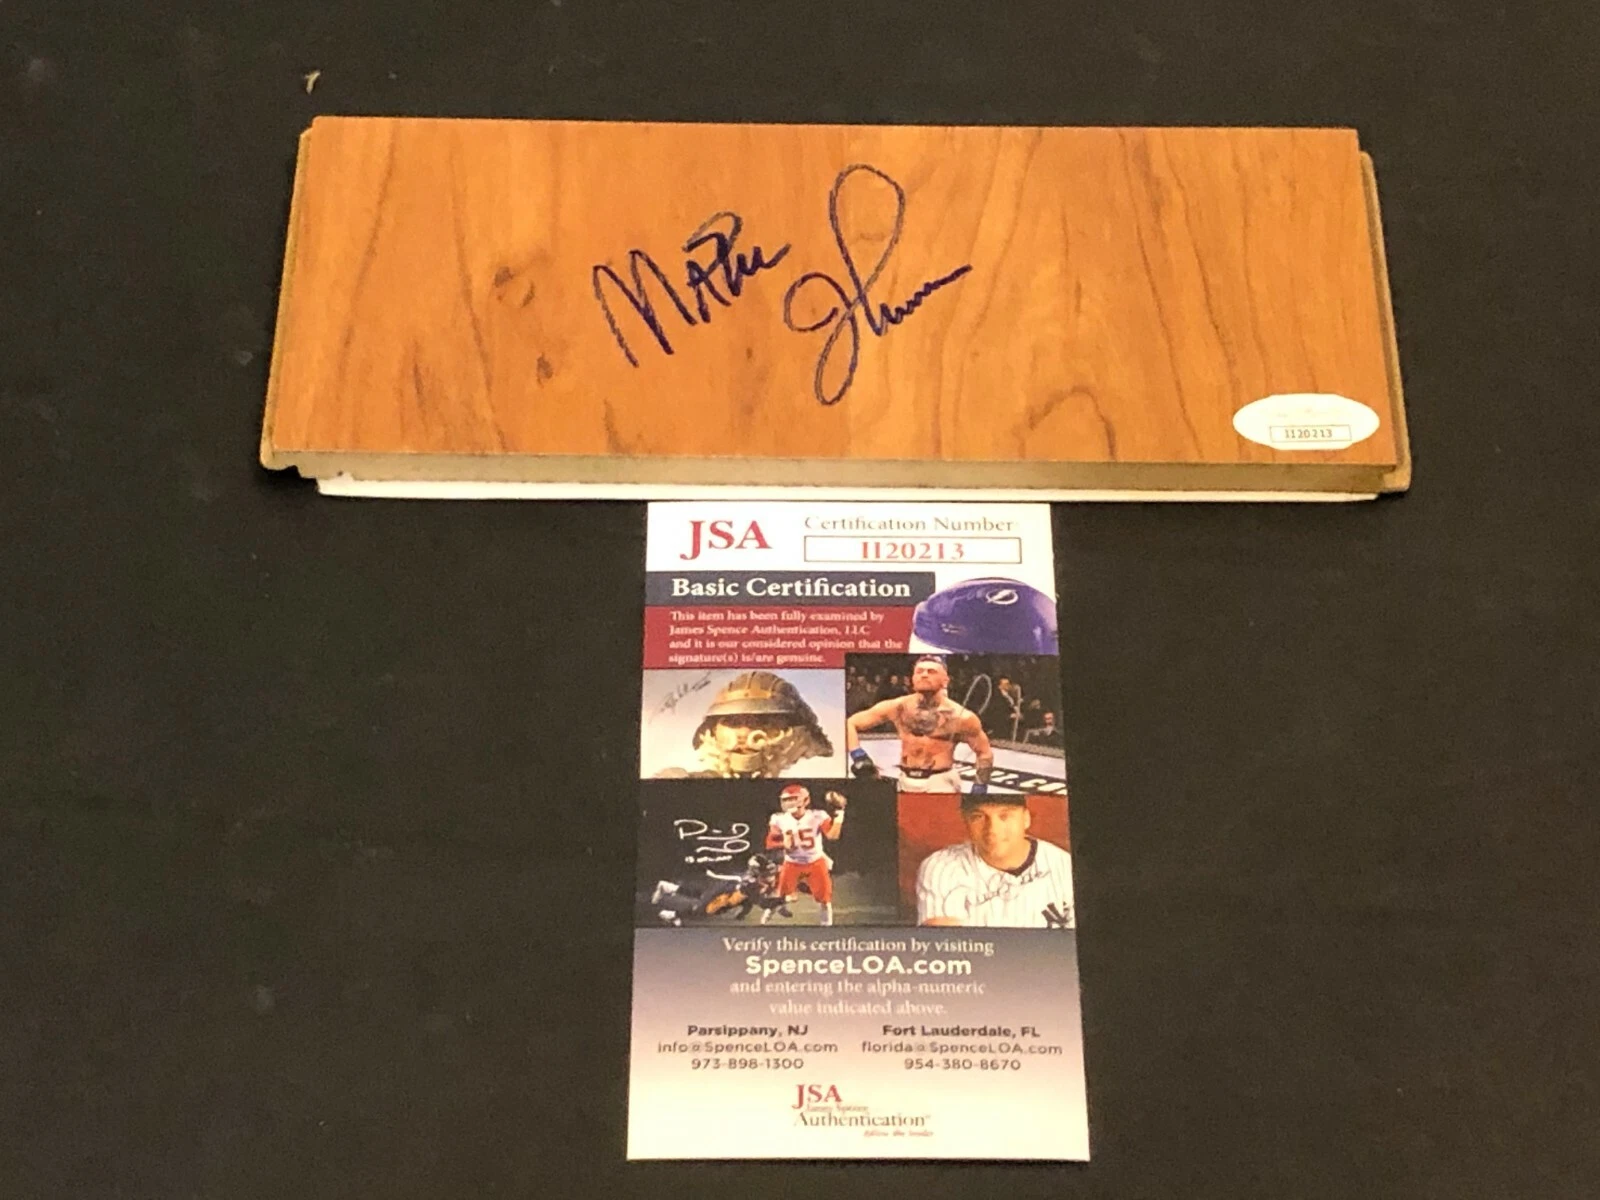 II20213
JSA
Certification Number
II20213
Basic Certification
This item has been fully examined by
James Spence Authentication, LLC
and it is our considered opinion that the
signature(s) is/are genuine.
15
Verify this certification by visiting
SpenceLOA.com
and entering the alpha-numeric
value indicated above.
Parsippany, NJ
info@SpenceLOA.com
973-898-1300
Fort Lauderdale, FL
florida@SpenceLOA.com
954-380-8670
JSA
James Spence
Authentication